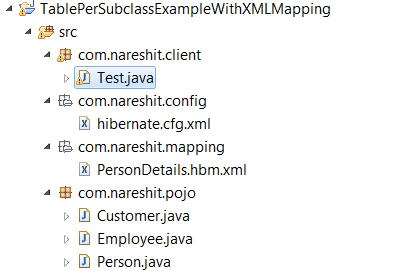 TablePerSubclassExampleWithXMLMapping
src
com.nareshit.client
Test.java
com.nareshit.config
hibernate.cfg.xml
com.nareshit.mapping
PersonDetails.hbm.xml
com.nareshit.pojo
Customer.java
Employee.java
Person.java